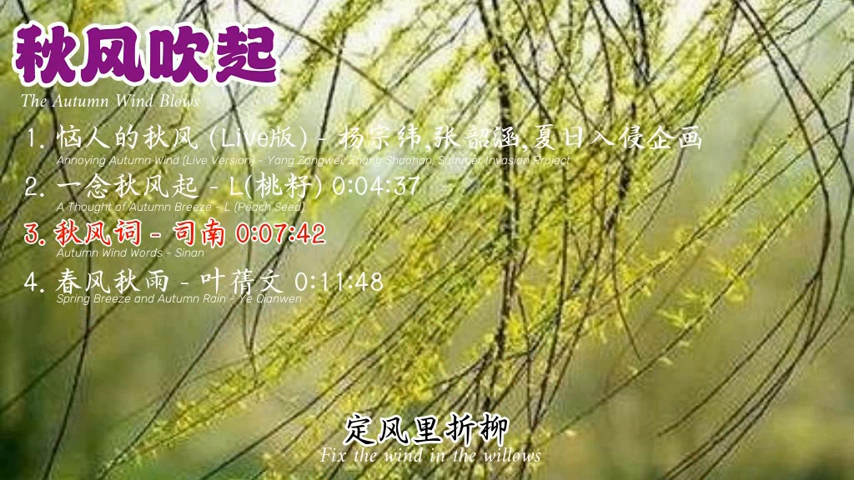 秋风吹起
The Autumn Wind Blows
1. 恼人的秋风 (Live版) - 杨宗纬,张韶涵,夏日入侵企画
Annoying Autumn Wind (Live Version) - Yang Zongwei, Zhang Shaohan, Summer Invasion Project
2. 一念秋风起 - L(桃籽) 0:04:37
A Thought of Autumn Breeze - L (Peach Seed)
3. 秋风词 - 司南 0:07:42
Autumn Wind Words - Sinan
4. 春风秋雨 - 叶蒨文 0:11:48
Spring Breeze and Autumn Rain - Ye Qianwen
定风里折柳
Fix the wind in the willows